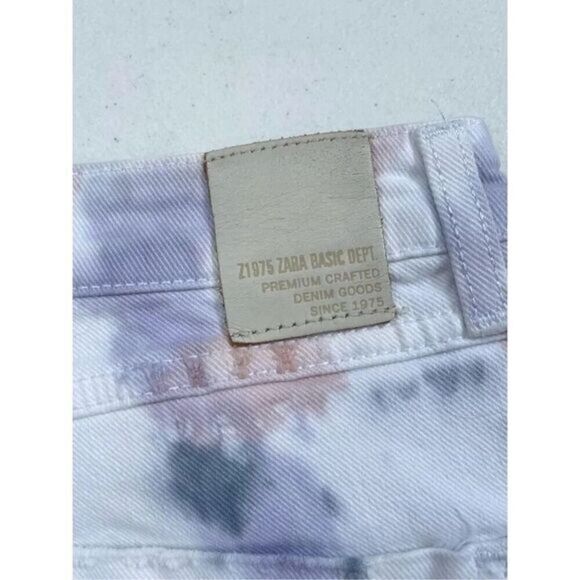 Z1975 ZARA BASIC DEPT.
PREMIUM CRAFTED
DENIM GOODS
SINCE 1975